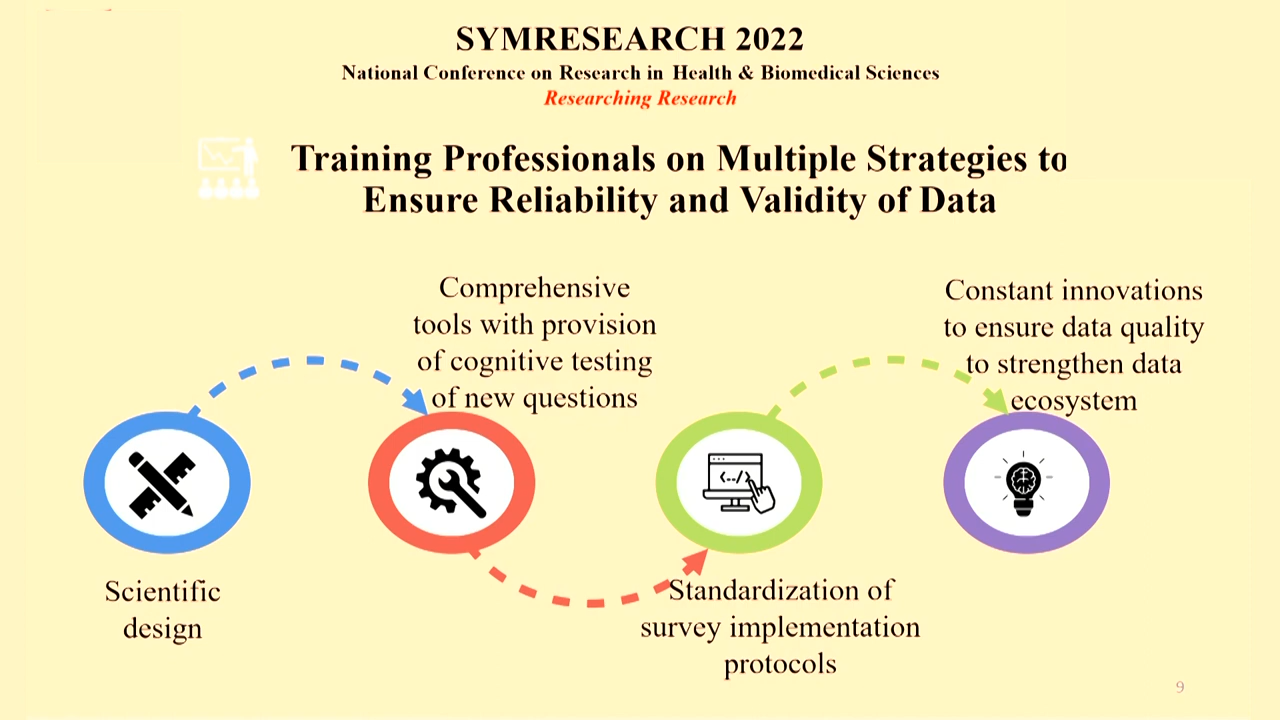 SYMRESEARCH 2022
National Conference on Research in Health & Biomedical Sciences
Researching Research
Training Professionals on Multiple Strategies to
Ensure Reliability and Validity of Data
Comprehensive
tools with provision
of cognitive testing
of new questions
Constant innovations
to ensure data quality
to strengthen data
ecosystem
Scientific
design
Standardization of
survey implementation
protocols
9